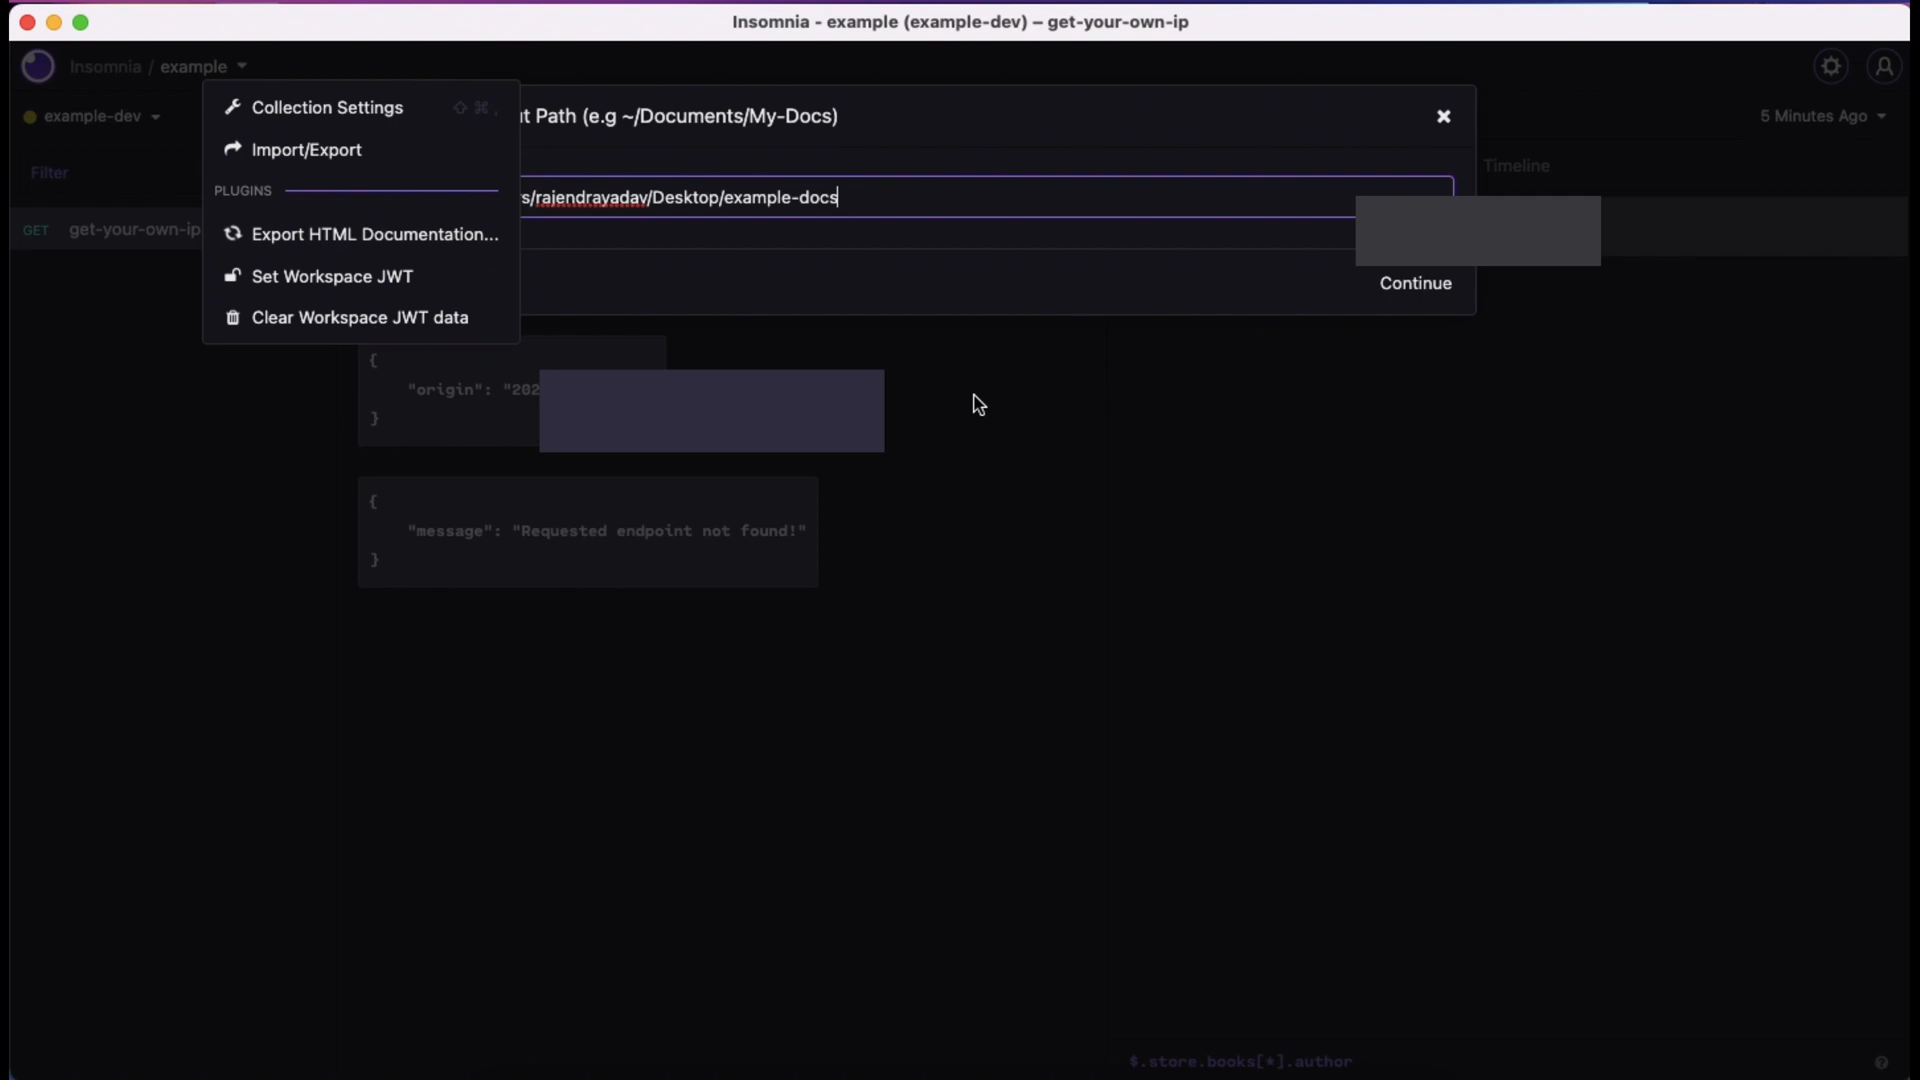 Insomnia - example (example-dev) – get-your-own-ip
Insomnia / example
example-dev
5 Minutes Ago
Collection Settings ⇧ ⌘ ,
Import/Export
PLUGINS
Export HTML Documentation...
Set Workspace JWT
Clear Workspace JWT data
Path (e.g ~/Documents/My-Docs)
/rajendrayadav/Desktop/example-docs
Continue
Timeline
Filter
GET get-your-own-ip
{
"origin": "202
}
{
"message": "Requested endpoint not found!"
}
$.store.books[*].author